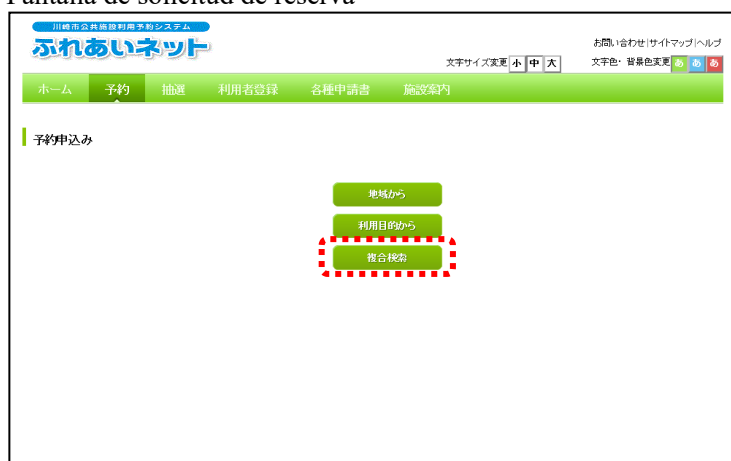 Pantalla de solicitud de reserva
川崎市公共施設利用予約システム
ふれあいネット
お問い合わせ|サイトマップ|ヘルプ
文字サイズ変更 小 中 大 文字色・背景色変更 あ あ あ
ホーム 予約 抽選 利用者登録 各種申請書 施設案内
予約申込み
地域から
利用目的から
複合検索